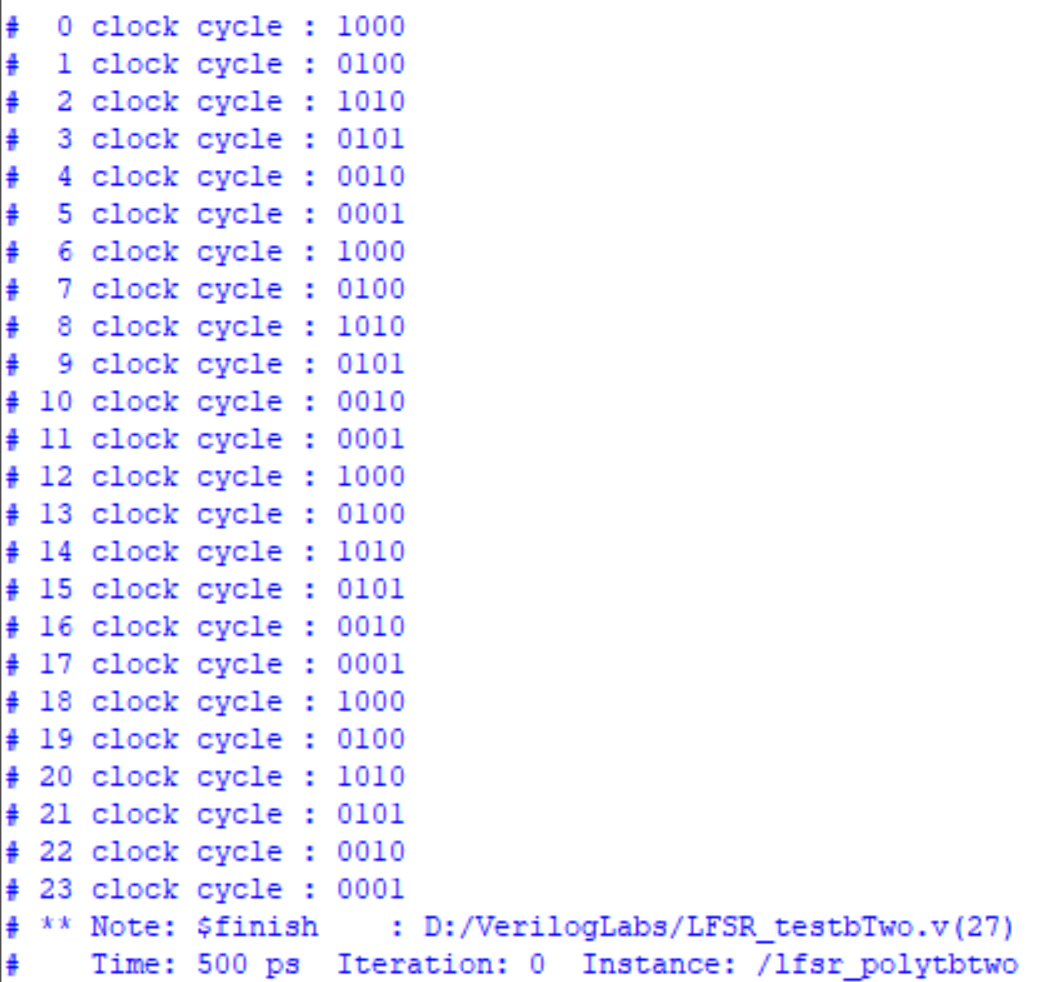 #   0 clock cycle : 1000
#   1 clock cycle : 0100
#   2 clock cycle : 1010
#   3 clock cycle : 0101
#   4 clock cycle : 0010
#   5 clock cycle : 0001
#   6 clock cycle : 1000
#   7 clock cycle : 0100
#   8 clock cycle : 1010
#   9 clock cycle : 0101
# 10 clock cycle : 0010
# 11 clock cycle : 0001
# 12 clock cycle : 1000
# 13 clock cycle : 0100
# 14 clock cycle : 1010
# 15 clock cycle : 0101
# 16 clock cycle : 0010
# 17 clock cycle : 0001
# 18 clock cycle : 1000
# 19 clock cycle : 0100
# 20 clock cycle : 1010
# 21 clock cycle : 0101
# 22 clock cycle : 0010
# 23 clock cycle : 0001
# ** Note: $finish    : D:/VerilogLabs/LFSR_testbTwo.v(27)
#    Time: 500 ps  Iteration: 0  Instance: /lfsr_polytbtwo